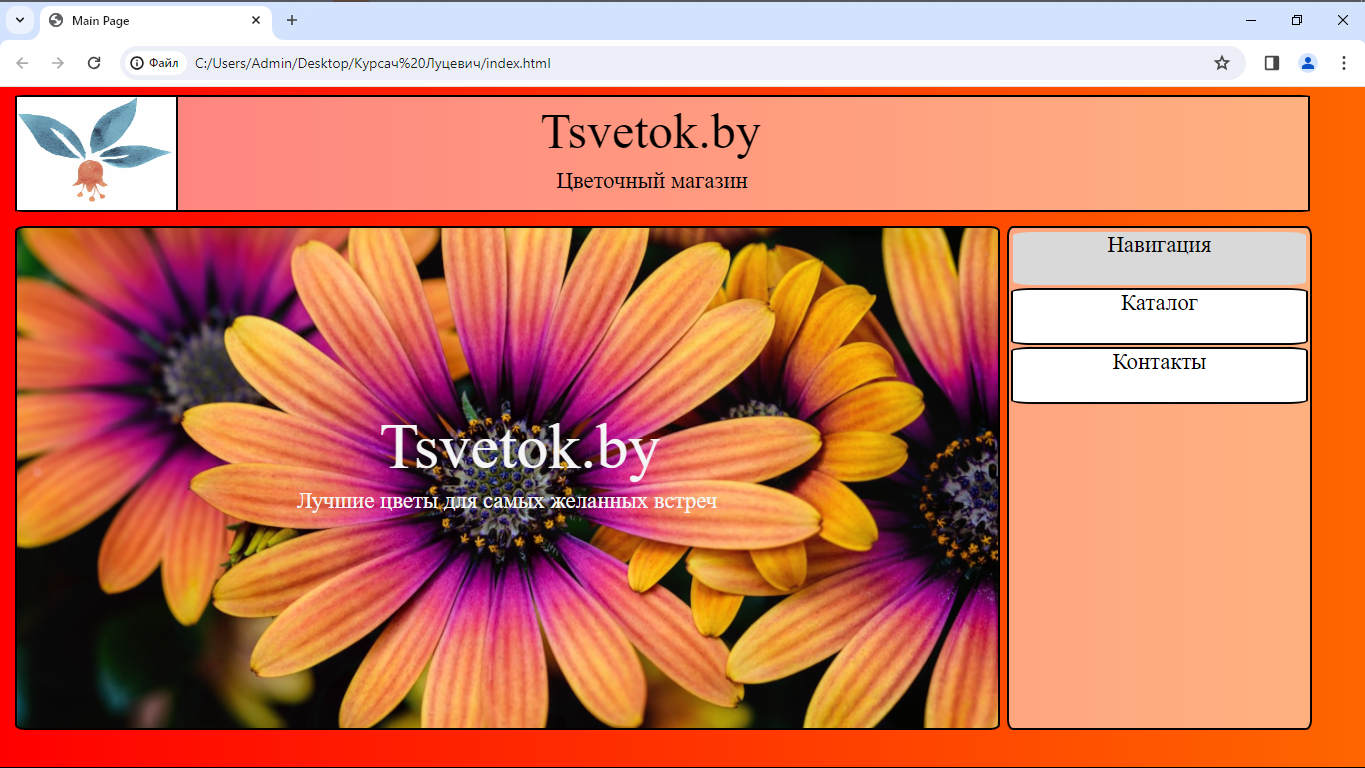 Main Page
Файл
C:/Users/Admin/Desktop/Курсач%20Луцевич/index.html
Tsvetok.by
Цветочный магазин
Навигация
Каталог
Контакты
Tsvetok.by
Лучшие цветы для самых желанных встреч